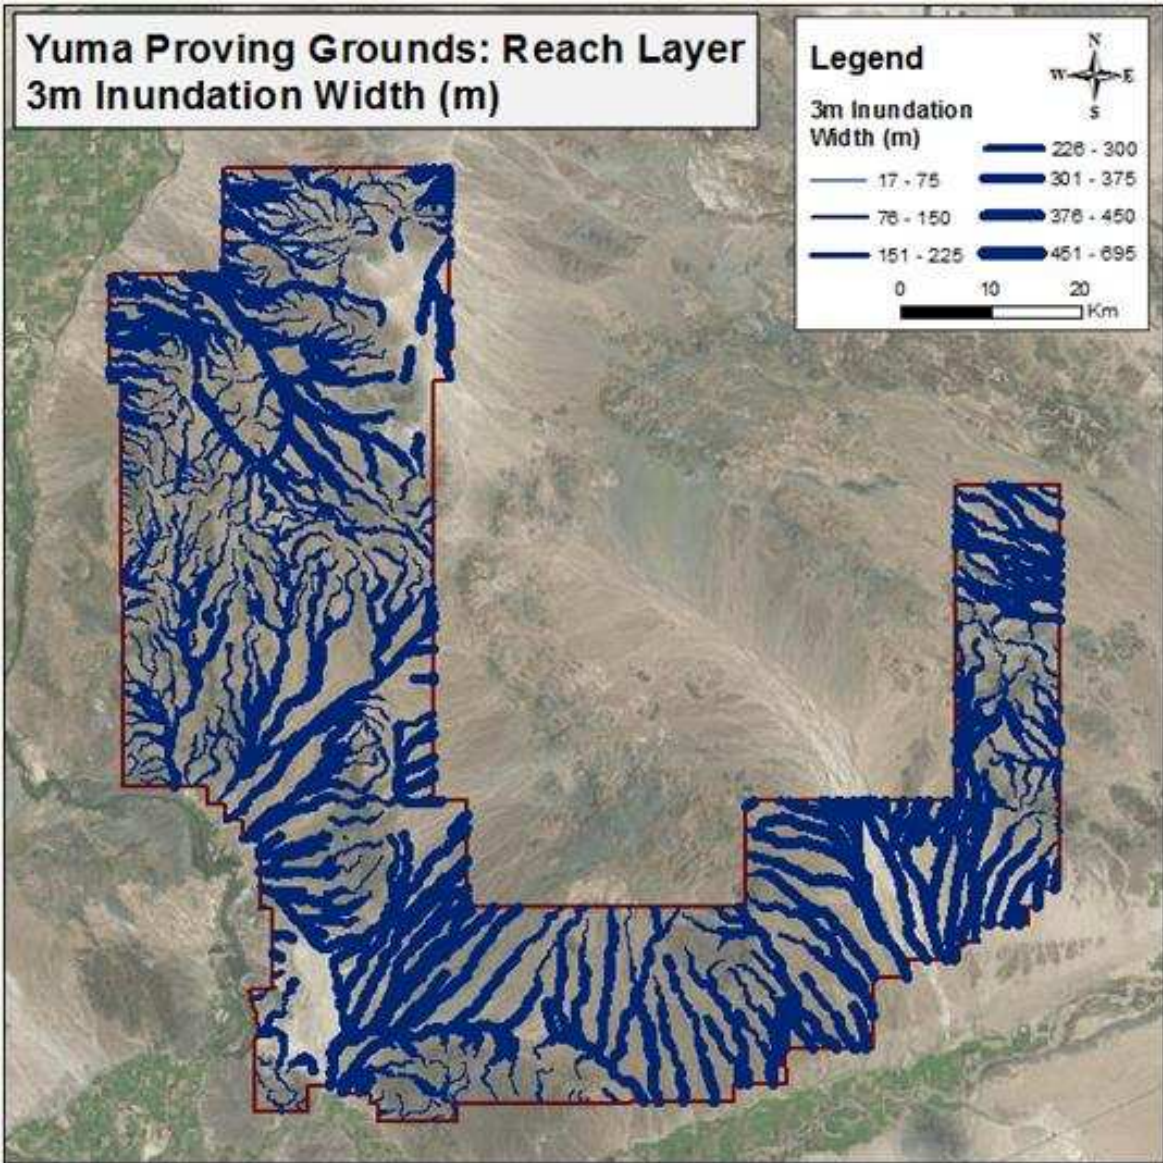 Yuma Proving Grounds: Reach Layer
3m Inundation Width (m)
Legend
N
W E
S
3m Inundation
Width (m)
17 - 75
76 - 150
151 - 225
226 - 300
301 - 375
376 - 450
451 - 695
0 10 20
Km